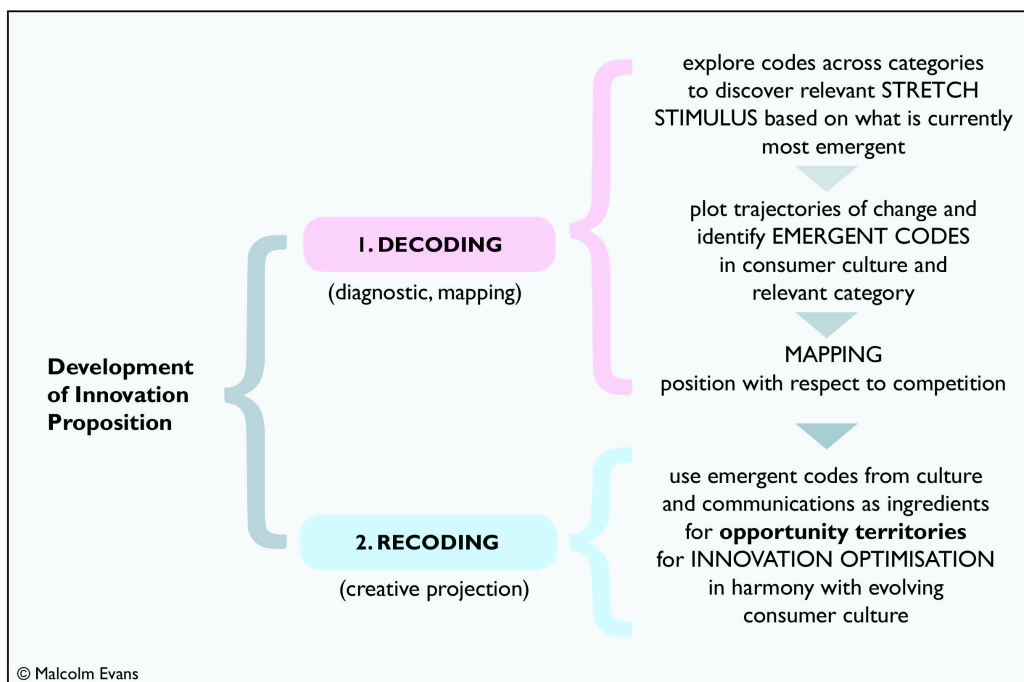 Development
of Innovation
Proposition
1. DECODING
(diagnostic, mapping)
explore codes across categories
to discover relevant STRETCH
STIMULUS based on what is currently
most emergent
plot trajectories of change and
identify EMERGENT CODES
in consumer culture and
relevant category
MAPPING
position with respect to competition
2. RECODING
(creative projection)
use emergent codes from culture
and communications as ingredients
for opportunity territories
for INNOVATION OPTIMISATION
in harmony with evolving
consumer culture
© Malcolm Evans